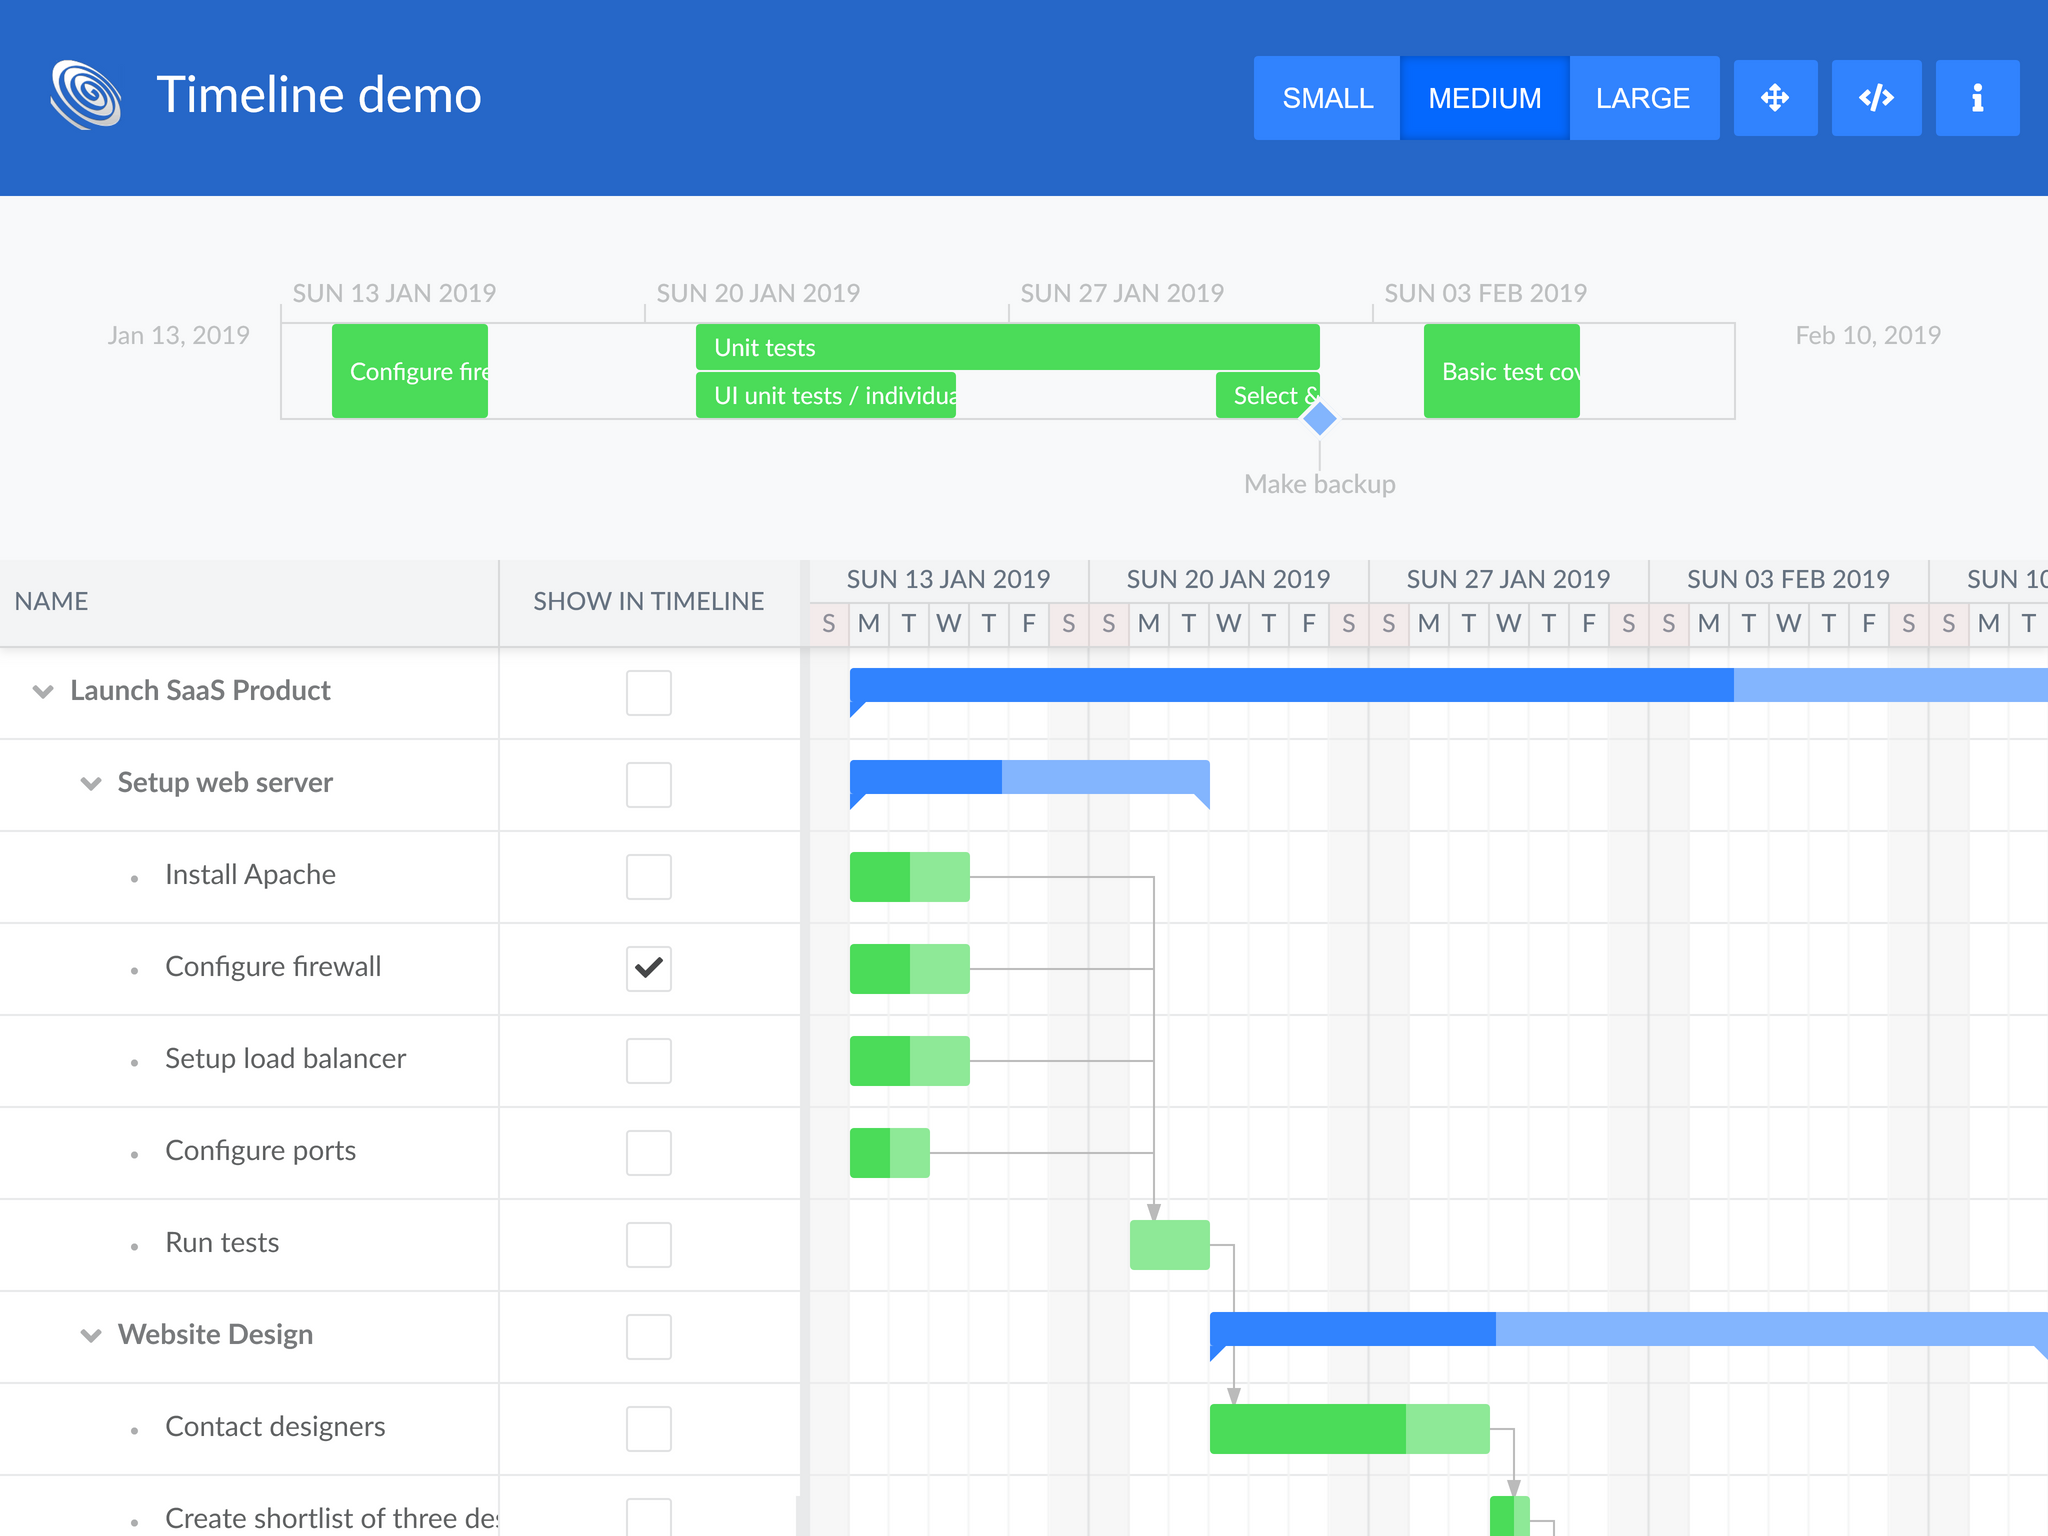 Timeline demo
SMALL MEDIUM LARGE
SUN 13 JAN 2019 SUN 20 JAN 2019 SUN 27 JAN 2019 SUN 03 FEB 2019
Jan 13, 2019
Feb 10, 2019
Unit tests
Configure fire
Basic test cov
UI unit tests / individua
Select &
Make backup
NAME SHOW IN TIMELINE
SUN 13 JAN 2019 SUN 20 JAN 2019 SUN 27 JAN 2019 SUN 03 FEB 2019 SUN 10
S M T W T F S S M T W T F S S M T W T F S S M T W T F S S M T
Launch SaaS Product
Setup web server
Install Apache
Configure firewall
Setup load balancer
Configure ports
Run tests
Website Design
Contact designers
Create shortlist of three des